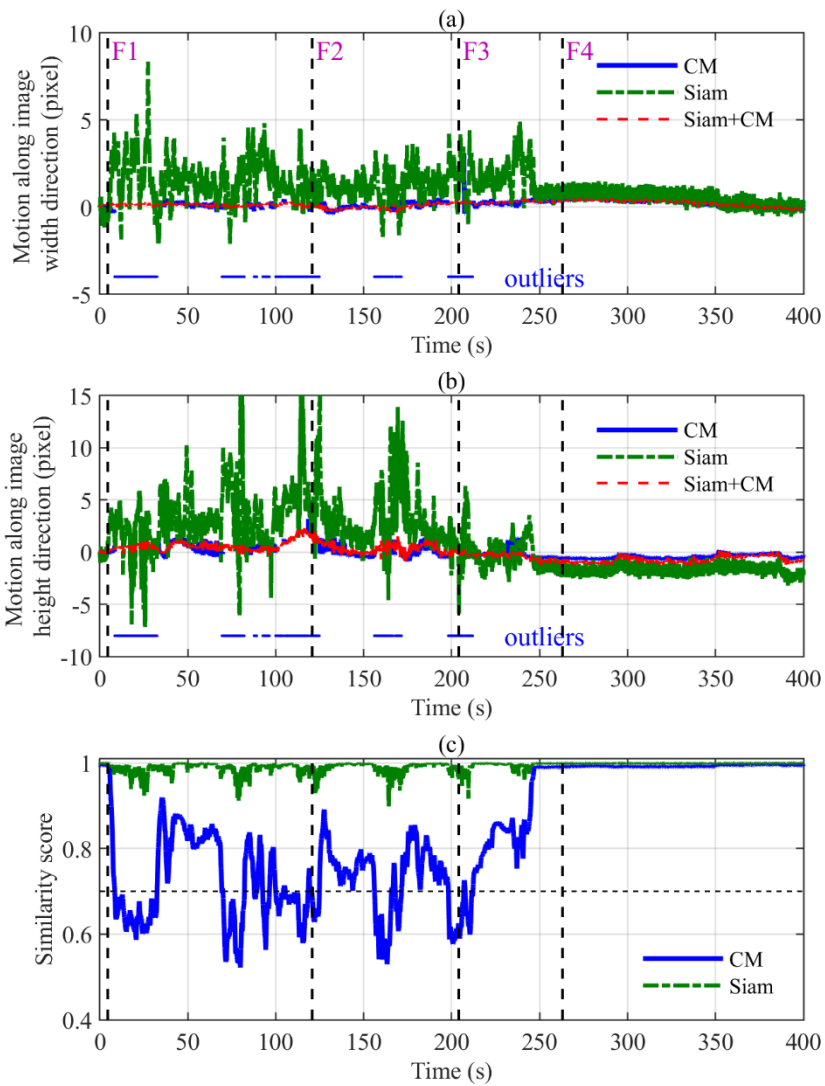 (a)
10
F1
F2
F3
F4
CM
Siam
Siam+CM
5
0
-5
outliers
Motion along image
width direction (pixel)
0
50
100
150
200
250
300
350
400
Time (s)
(b)
15
10
5
0
-5
-10
CM
Siam
Siam+CM
outliers
Motion along image
height direction (pixel)
0
50
100
150
200
250
300
350
400
Time (s)
(c)
1
0.8
0.6
0.4
CM
Siam
Similarity score
0
50
100
150
200
250
300
350
400
Time (s)